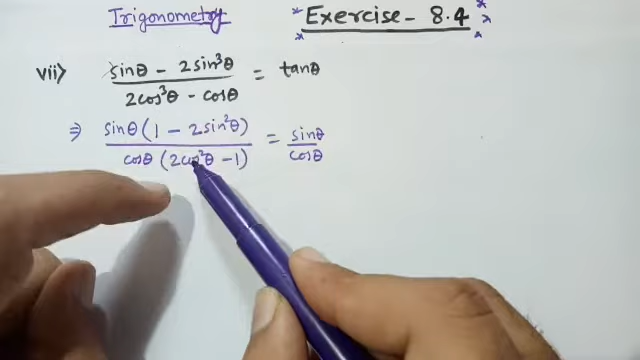 Trigonometry
* Exercise - 8.4 *
vii> sinθ - 2sin³θ / 2cos³θ - cosθ = tanθ
⇒ sinθ (1 - 2sin²θ) / cosθ (2cos²θ - 1) = sinθ / cosθ